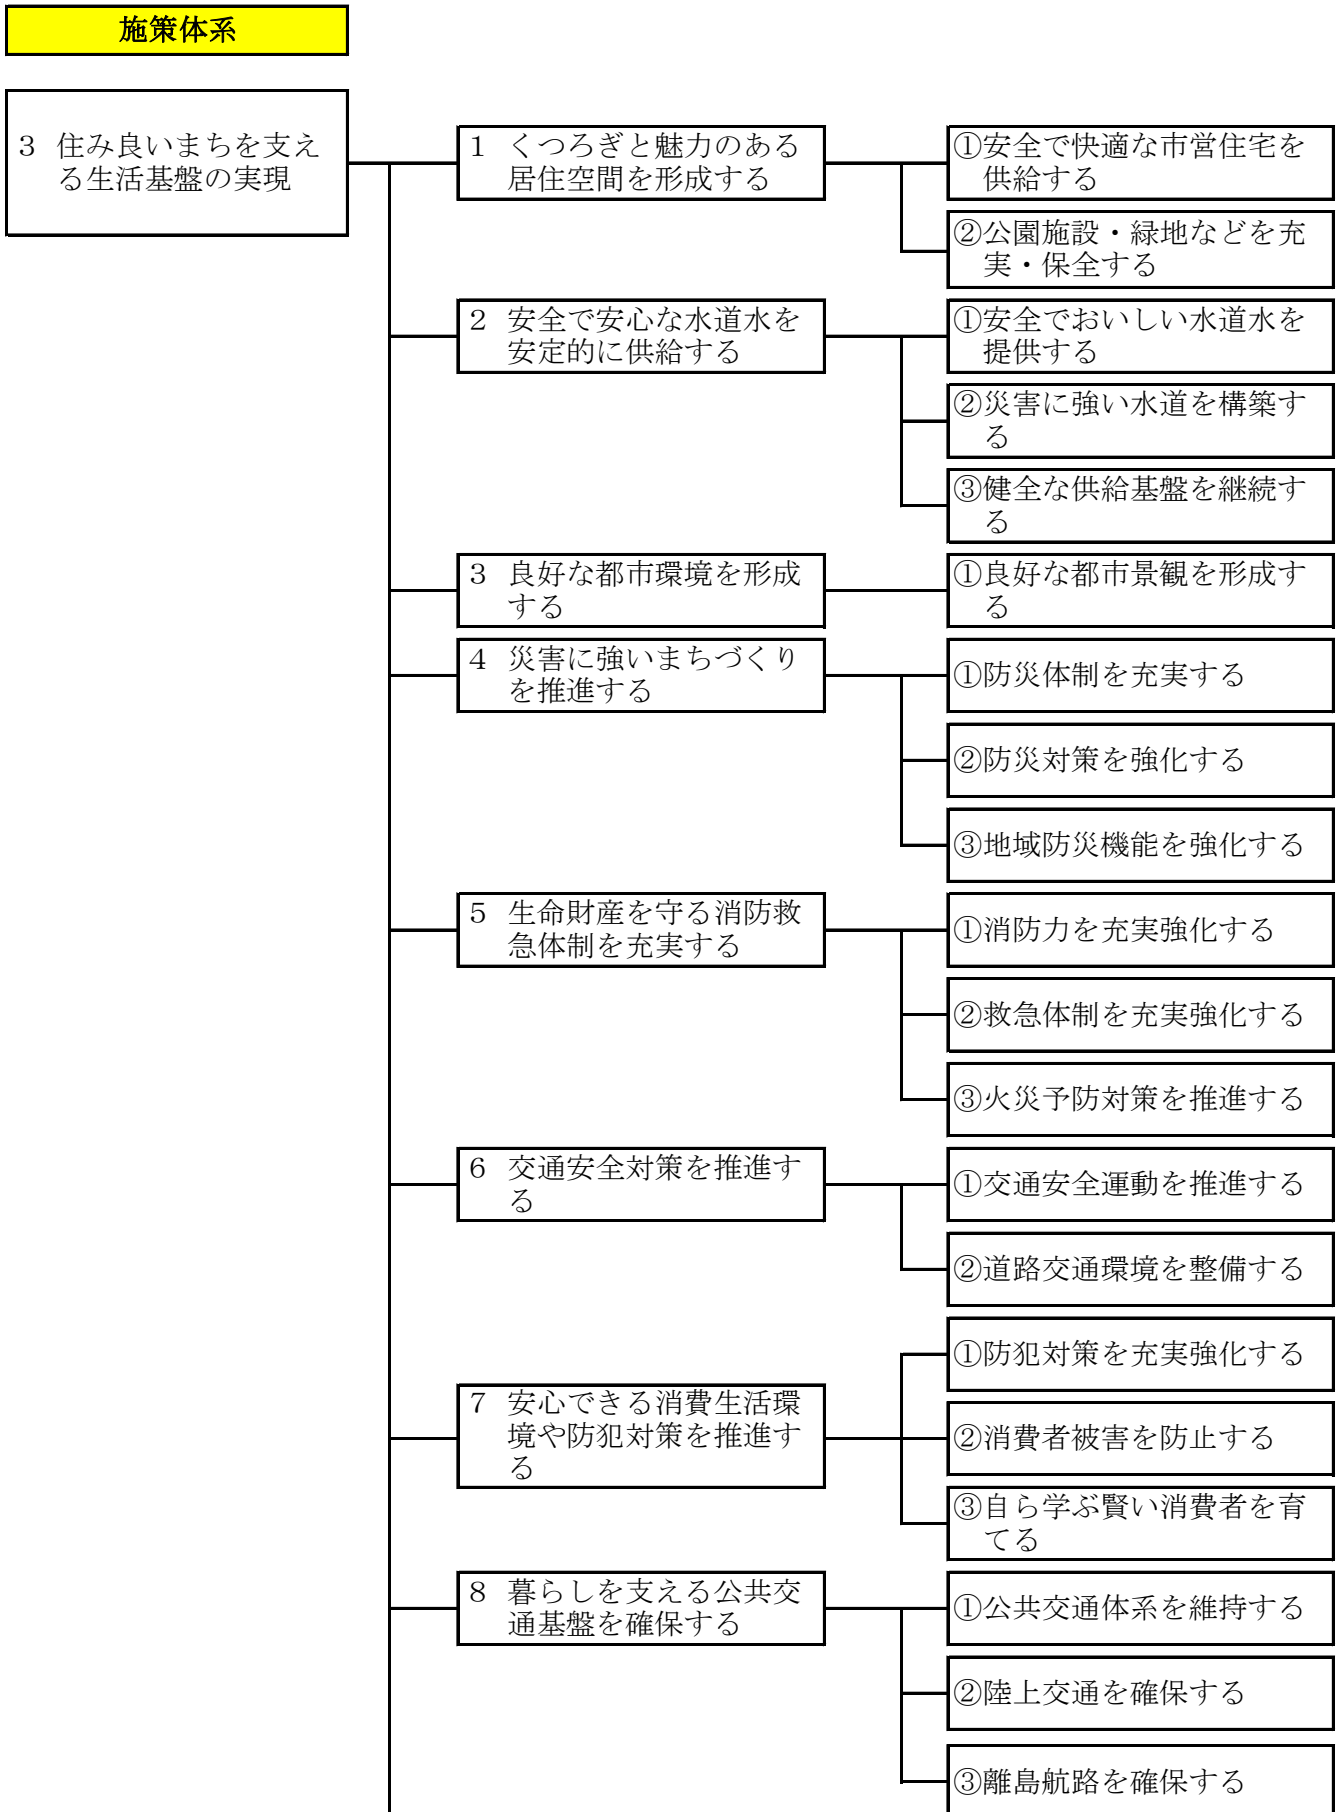 施策体系
3 住み良いまちを支え
る生活基盤の実現
1 くつろぎと魅力のある
居住空間を形成する
①安全で快適な市営住宅を
供給する
②公園施設・緑地などを充
実・保全する
2 安全で安心な水道水を
安定的に供給する
①安全でおいしい水道水を
提供する
②災害に強い水道を構築す
る
③健全な供給基盤を継続す
る
3 良好な都市環境を形成
する
①良好な都市景観を形成す
る
4 災害に強いまちづくり
を推進する
①防災体制を充実する
②防災対策を強化する
③地域防災機能を強化する
5 生命財産を守る消防救
急体制を充実する
①消防力を充実強化する
②救急体制を充実強化する
③火災予防対策を推進する
6 交通安全対策を推進す
る
①交通安全運動を推進する
②道路交通環境を整備する
7 安心できる消費生活環
境や防犯対策を推進す
る
①防犯対策を充実強化する
②消費者被害を防止する
③自ら学ぶ賢い消費者を育
てる
8 暮らしを支える公共交
通基盤を確保する
①公共交通体系を維持する
②陸上交通を確保する
③離島航路を確保する